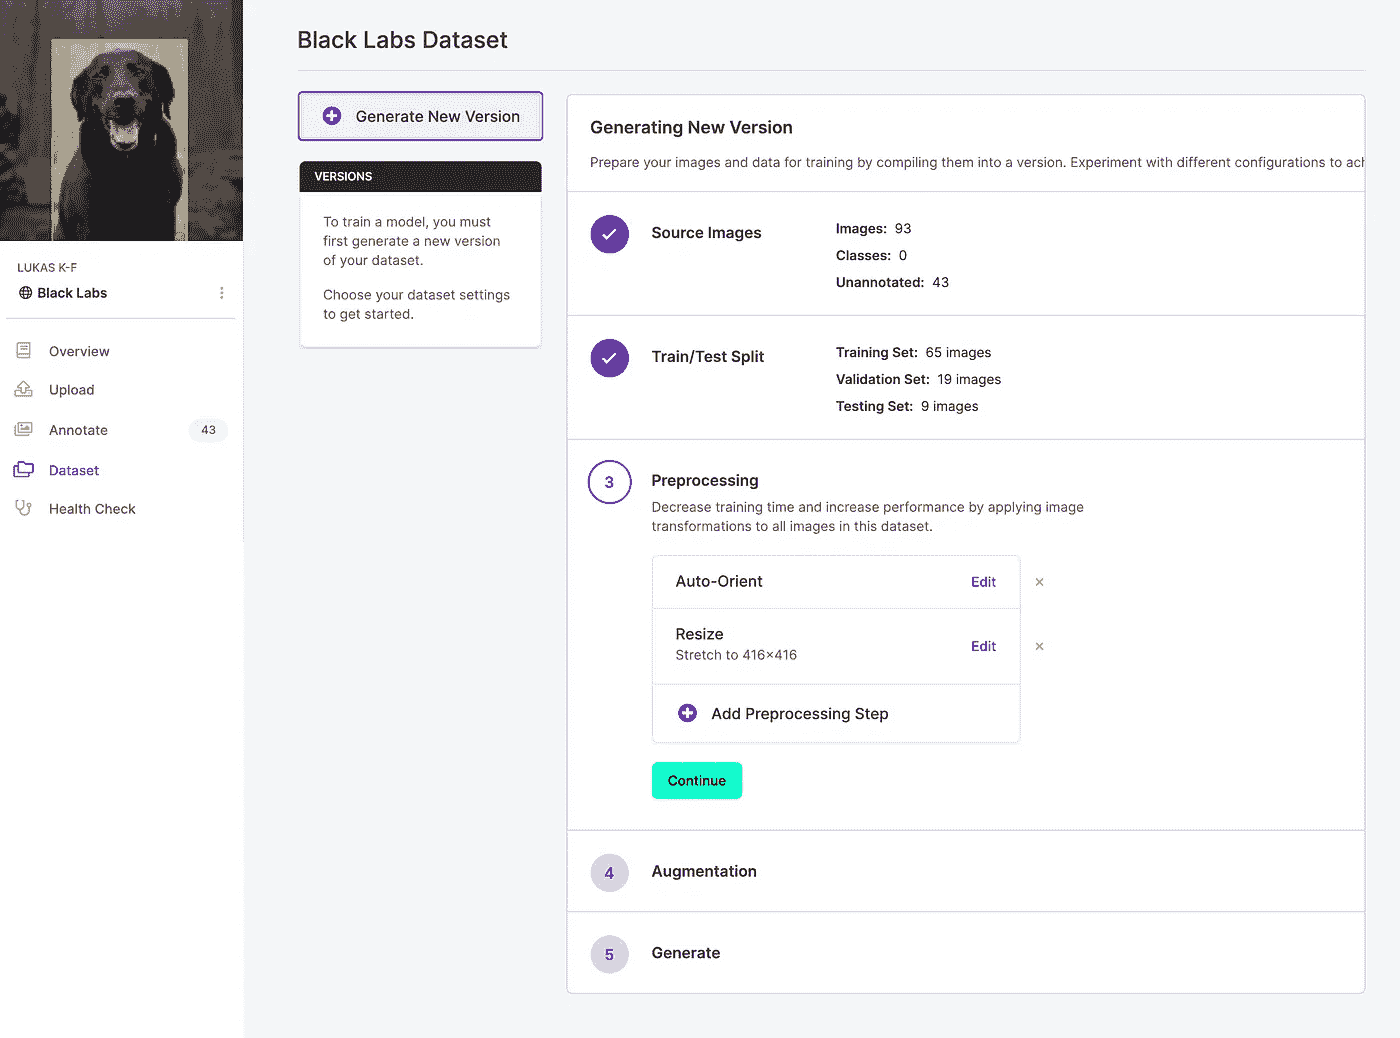 Black Labs Dataset
LUKAS K-F
Black Labs
Overview
Upload
Annotate 43
Dataset
Health Check
Generate New Version
VERSIONS
To train a model, you must
first generate a new version
of your dataset.
Choose your dataset settings
to get started.
Generating New Version
Prepare your images and data for training by compiling them into a version. Experiment with different configurations to ach
Source Images
Images: 93
Classes: 0
Unannotated: 43
Train/Test Split
Training Set: 65 images
Validation Set: 19 images
Testing Set: 9 images
3 Preprocessing
Decrease training time and increase performance by applying image
transformations to all images in this dataset.
Auto-Orient Edit ×
Resize
Stretch to 416×416 Edit ×
Add Preprocessing Step
Continue
4 Augmentation
5 Generate